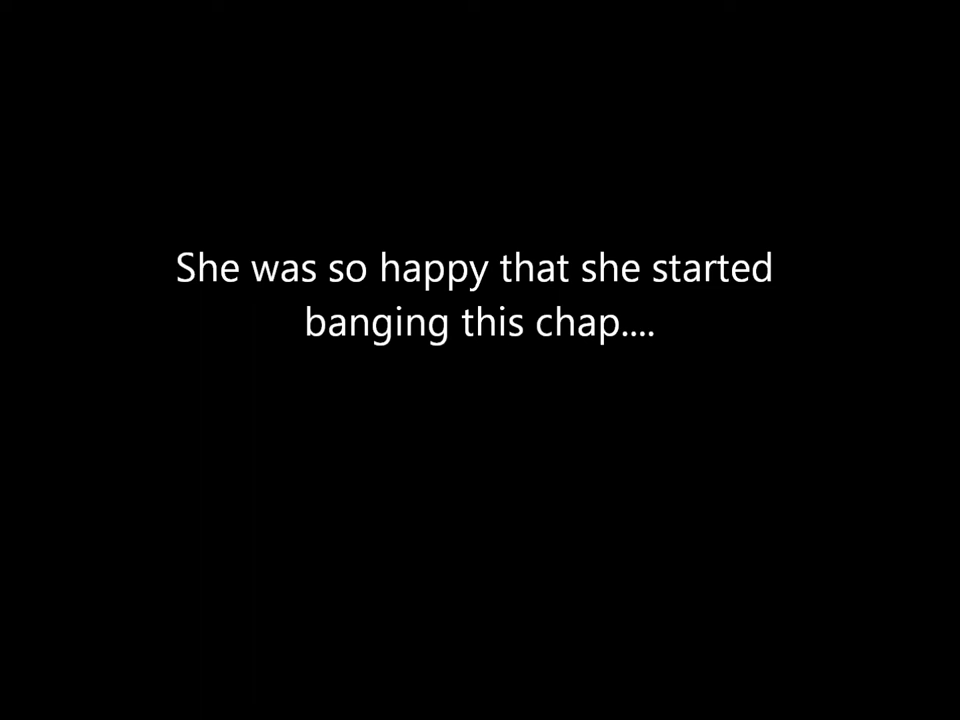 She was so happy that she started
banging this chap....